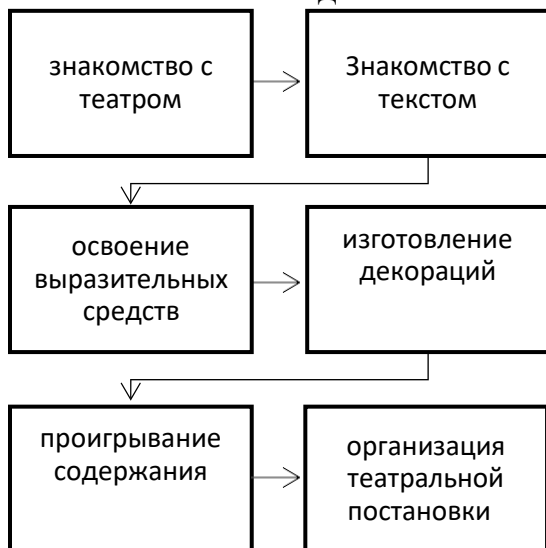 знакомство с
театром
Знакомство с
текстом
освоение
выразительных
средств
изготовление
декораций
проигрывание
содержания
организация
театральной
постановки